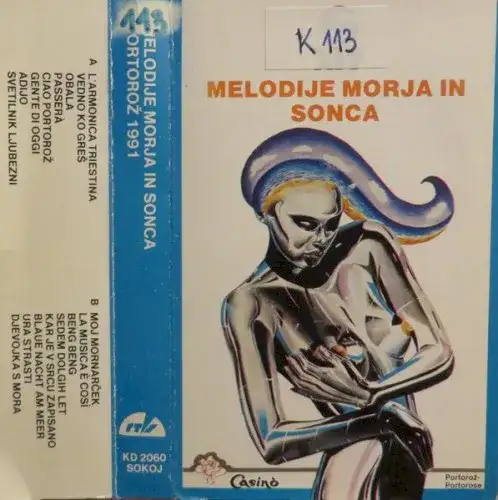 A L'ARMONICA TRIESTINA
VEDNO KO GREŠ
OBALA
PASSERÀ
CIAO PORTOROŽ
GENTE DI OGGI
ADIJO
SVETILNIK LJUBEZNI
B MOJ MORNARČEK
LA MUSICA È COSI
BENG BENG
SEDEM DOLGIH LET
KAR JE V SRCU ZAPISANO
BLAUE NACHT AM MEER
URA STRASTI
DJEVOJKA S MORA
113
MELODIJE MORJA IN SONCA
PORTOROŽ 1991
KD 2060
SOKOJ
K 113
MELODIJE MORJA IN
SONCA
Casinò
Portorož-
Portorose